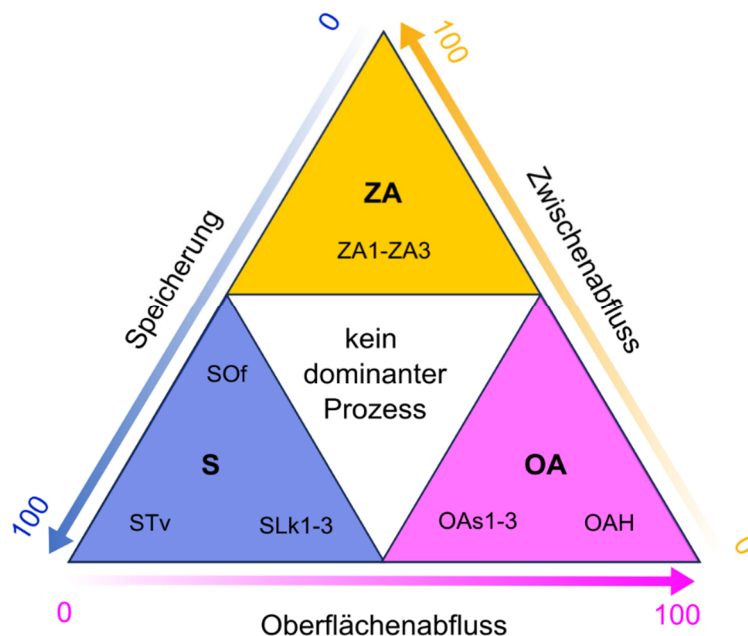 0
100
ZA
ZA1-ZA3
Speicherung
Zwischenabfluss
kein
dominanter
Prozess
SOf
S
OA
STv
SLk1-3
OAs1-3
OAH
100
0
0
100
Oberflächenabfluss